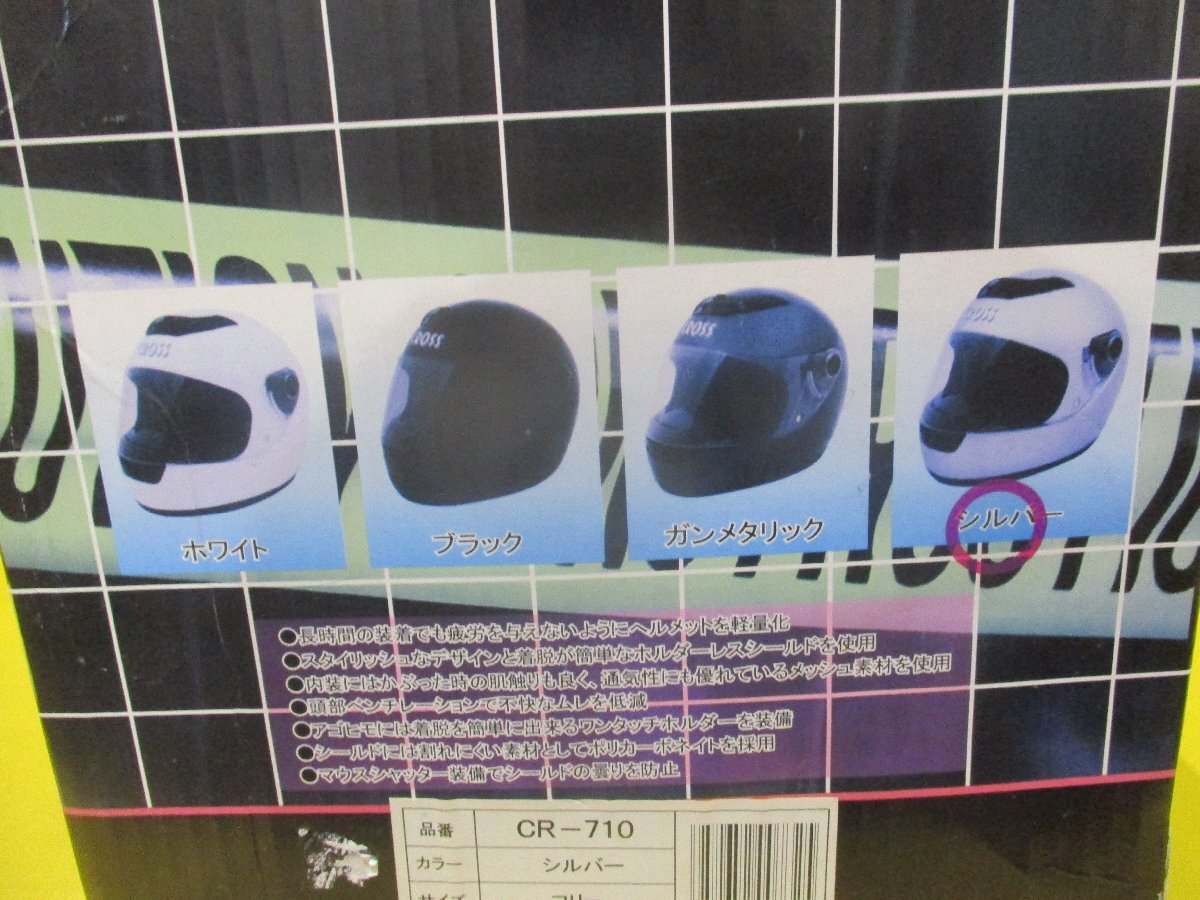 CROSS
CROSS
CROSS
CROSS
ホワイト
ブラック
ガンメタリック
シルバー
●長時間の装着でも疲労を与えないようにヘルメットを軽量化
●スタイリッシュなデザインと着脱が簡単なホルダーレスシールドを使用
●内装にはかぶった時の肌触りも良く、通気性にも優れているメッシュ素材を使用
●頭部ベンチレーションで不快なムレを低減
●アゴヒモには着脱を簡単に出来るワンタッチホルダーを装備
●シールドには割れにくい素材としてポリカーボネイトを採用
●マウスシャッター装備でシールドの曇りを防止
品番 CR-710
カラー シルバー
サイズ フリー